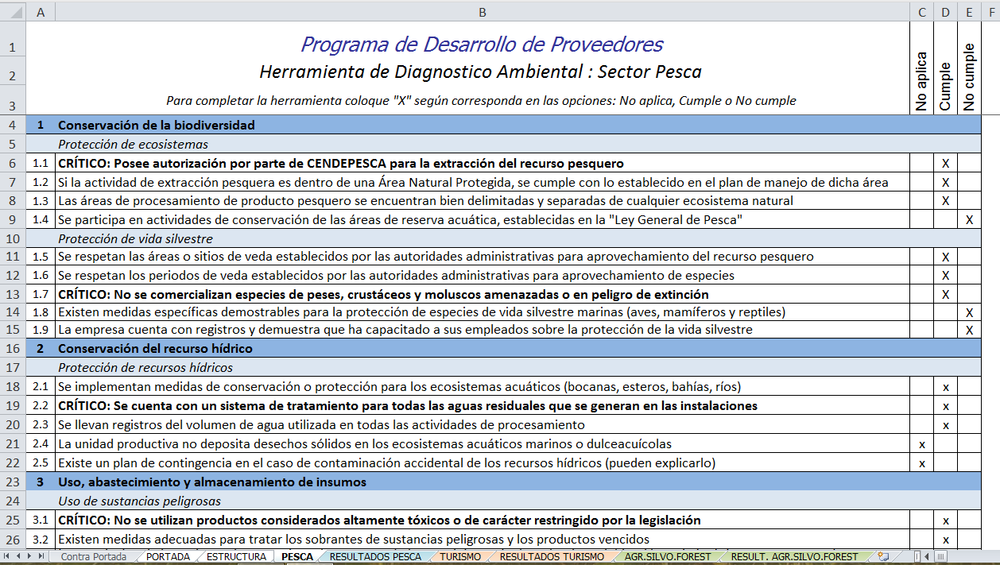 A B C D E F
1 Programa de Desarrollo de Proveedores
2 Herramienta de Diagnostico Ambiental : Sector Pesca
3 Para completar la herramienta coloque "X" según corresponda en las opciones: No aplica, Cumple o No cumple
No aplica
Cumple
No cumple
4 1 Conservación de la biodiversidad
5 Protección de ecosistemas
6 1.1 CRÍTICO: Posee autorización por parte de CENDEPESCA para la extracción del recurso pesquero X
7 1.2 Si la actividad de extracción pesquera es dentro de una Área Natural Protegida, se cumple con lo establecido en el plan de manejo de dicha área X
8 1.3 Las áreas de procesamiento de producto pesquero se encuentran bien delimitadas y separadas de cualquier ecosistema natural X
9 1.4 Se participa en actividades de conservación de las áreas de reserva acuática, establecidas en la "Ley General de Pesca" X
10 Protección de vida silvestre
11 1.5 Se respetan las áreas o sitios de veda establecidos por las autoridades administrativas para aprovechamiento del recurso pesquero X
12 1.6 Se respetan los periodos de veda establecidos por las autoridades administrativas para aprovechamiento de especies X
13 1.7 CRÍTICO: No se comercializan especies de peses, crustáceos y moluscos amenazadas o en peligro de extinción X
14 1.8 Existen medidas específicas demostrables para la protección de especies de vida silvestre marinas (aves, mamíferos y reptiles) X
15 1.9 La empresa cuenta con registros y demuestra que ha capacitado a sus empleados sobre la protección de la vida silvestre X
16 2 Conservación del recurso hídrico
17 Protección de recursos hídricos
18 2.1 Se implementan medidas de conservación o protección para los ecosistemas acuáticos (bocanas, esteros, bahías, ríos) x
19 2.2 CRÍTICO: Se cuenta con un sistema de tratamiento para todas las aguas residuales que se generan en las instalaciones x
20 2.3 Se llevan registros del volumen de agua utilizada en todas las actividades de procesamiento x
21 2.4 La unidad productiva no deposita desechos sólidos en los ecosistemas acuáticos marinos o dulceacuícolas x
22 2.5 Existe un plan de contingencia en el caso de contaminación accidental de los recursos hídricos (pueden explicarlo) x
23 3 Uso, abastecimiento y almacenamiento de insumos
24 Uso de sustancias peligrosas
25 3.1 CRÍTICO: No se utilizan productos considerados altamente tóxicos o de carácter restringido por la legislación x
26 3.2 Existen medidas adecuadas para tratar los sobrantes de sustancias peligrosas y los productos vencidos x
Contra Portada PORTADA ESTRUCTURA PESCA RESULTADOS PESCA TURISMO RESULTADOS TURISMO AGR.SILVO.FOREST RESULT. AGR.SILVO.FOREST